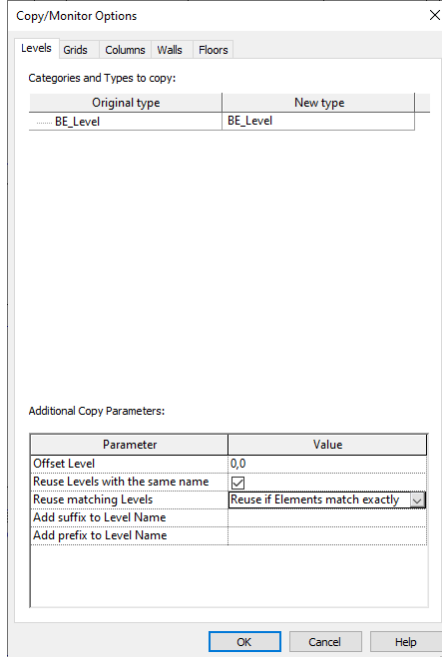 Copy/Monitor Options
Levels Grids Columns Walls Floors
Categories and Types to copy:
Original type New type
BE_Level BE_Level
Additional Copy Parameters:
Parameter Value
Offset Level 0,0
Reuse Levels with the same name
Reuse matching Levels Reuse if Elements match exactly
Add suffix to Level Name
Add prefix to Level Name
OK Cancel Help